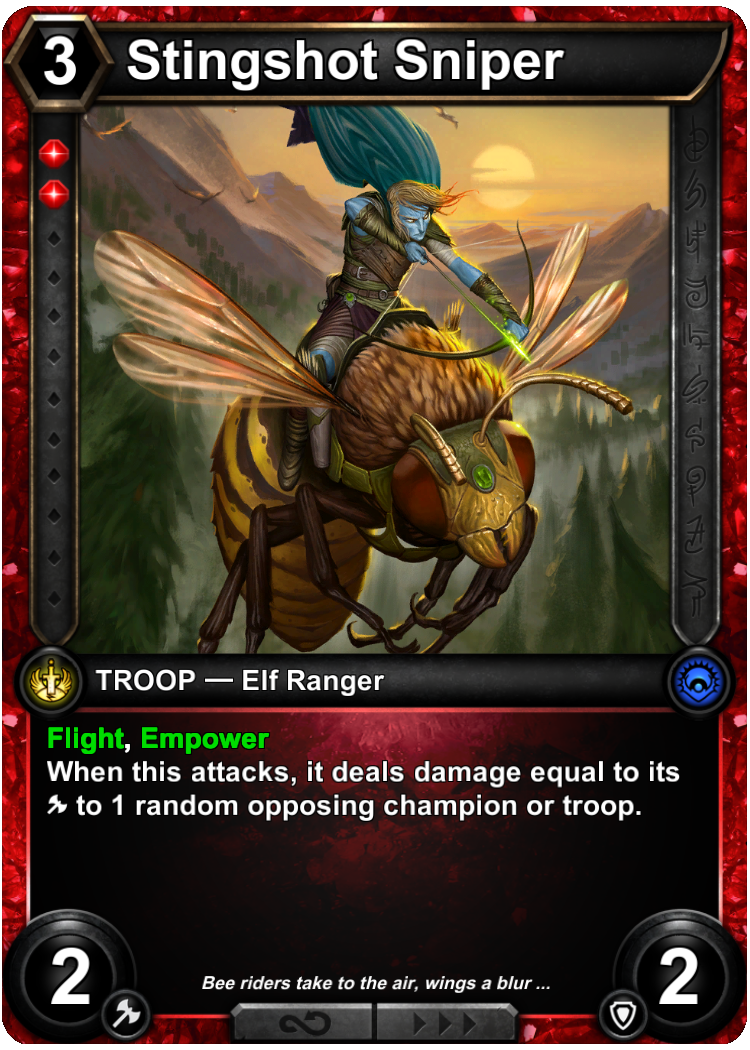 3 Stingshot Sniper
TROOP — Elf Ranger
Flight, Empower
When this attacks, it deals damage equal to its
to 1 random opposing champion or troop.
Bee riders take to the air, wings a blur ...
2
2